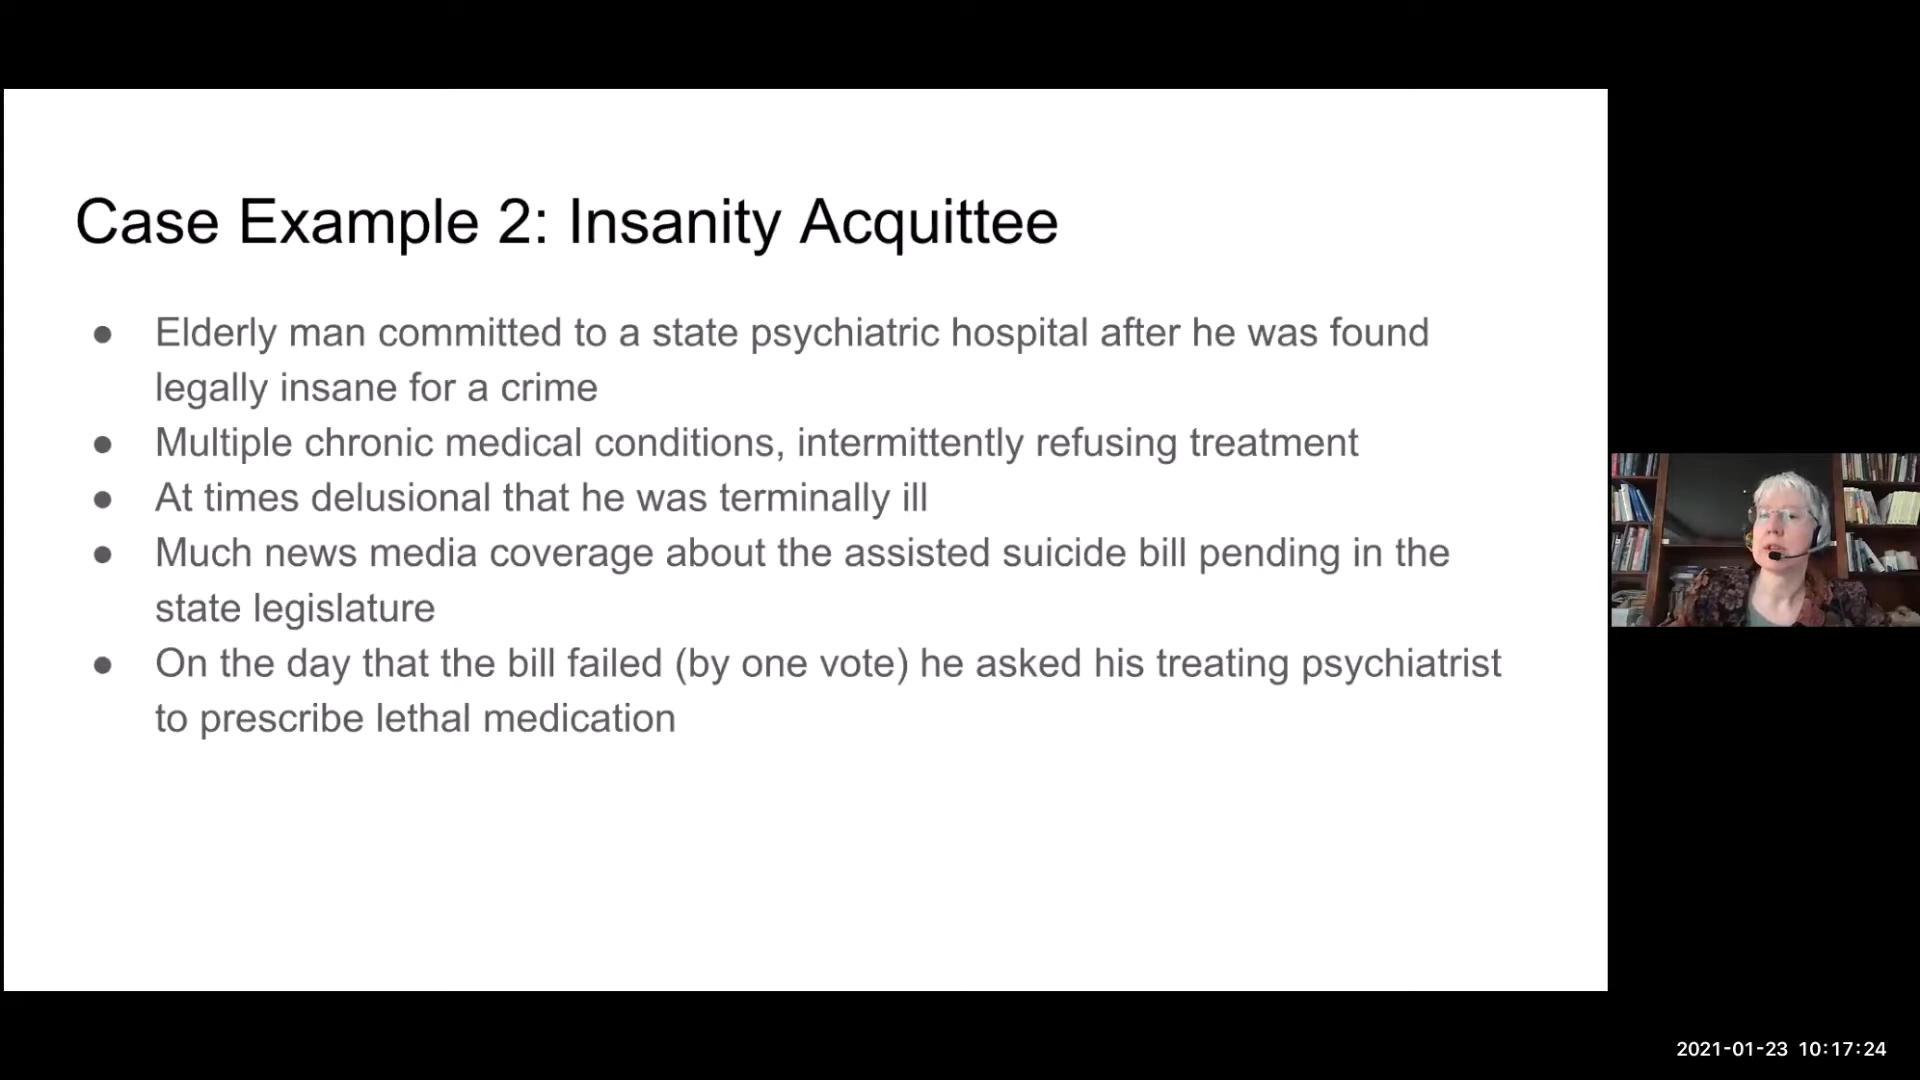 Case Example 2: Insanity Acquittee
● Elderly man committed to a state psychiatric hospital after he was found
legally insane for a crime
● Multiple chronic medical conditions, intermittently refusing treatment
● At times delusional that he was terminally ill
● Much news media coverage about the assisted suicide bill pending in the
state legislature
● On the day that the bill failed (by one vote) he asked his treating psychiatrist
to prescribe lethal medication
2021-01-23 10:17:24